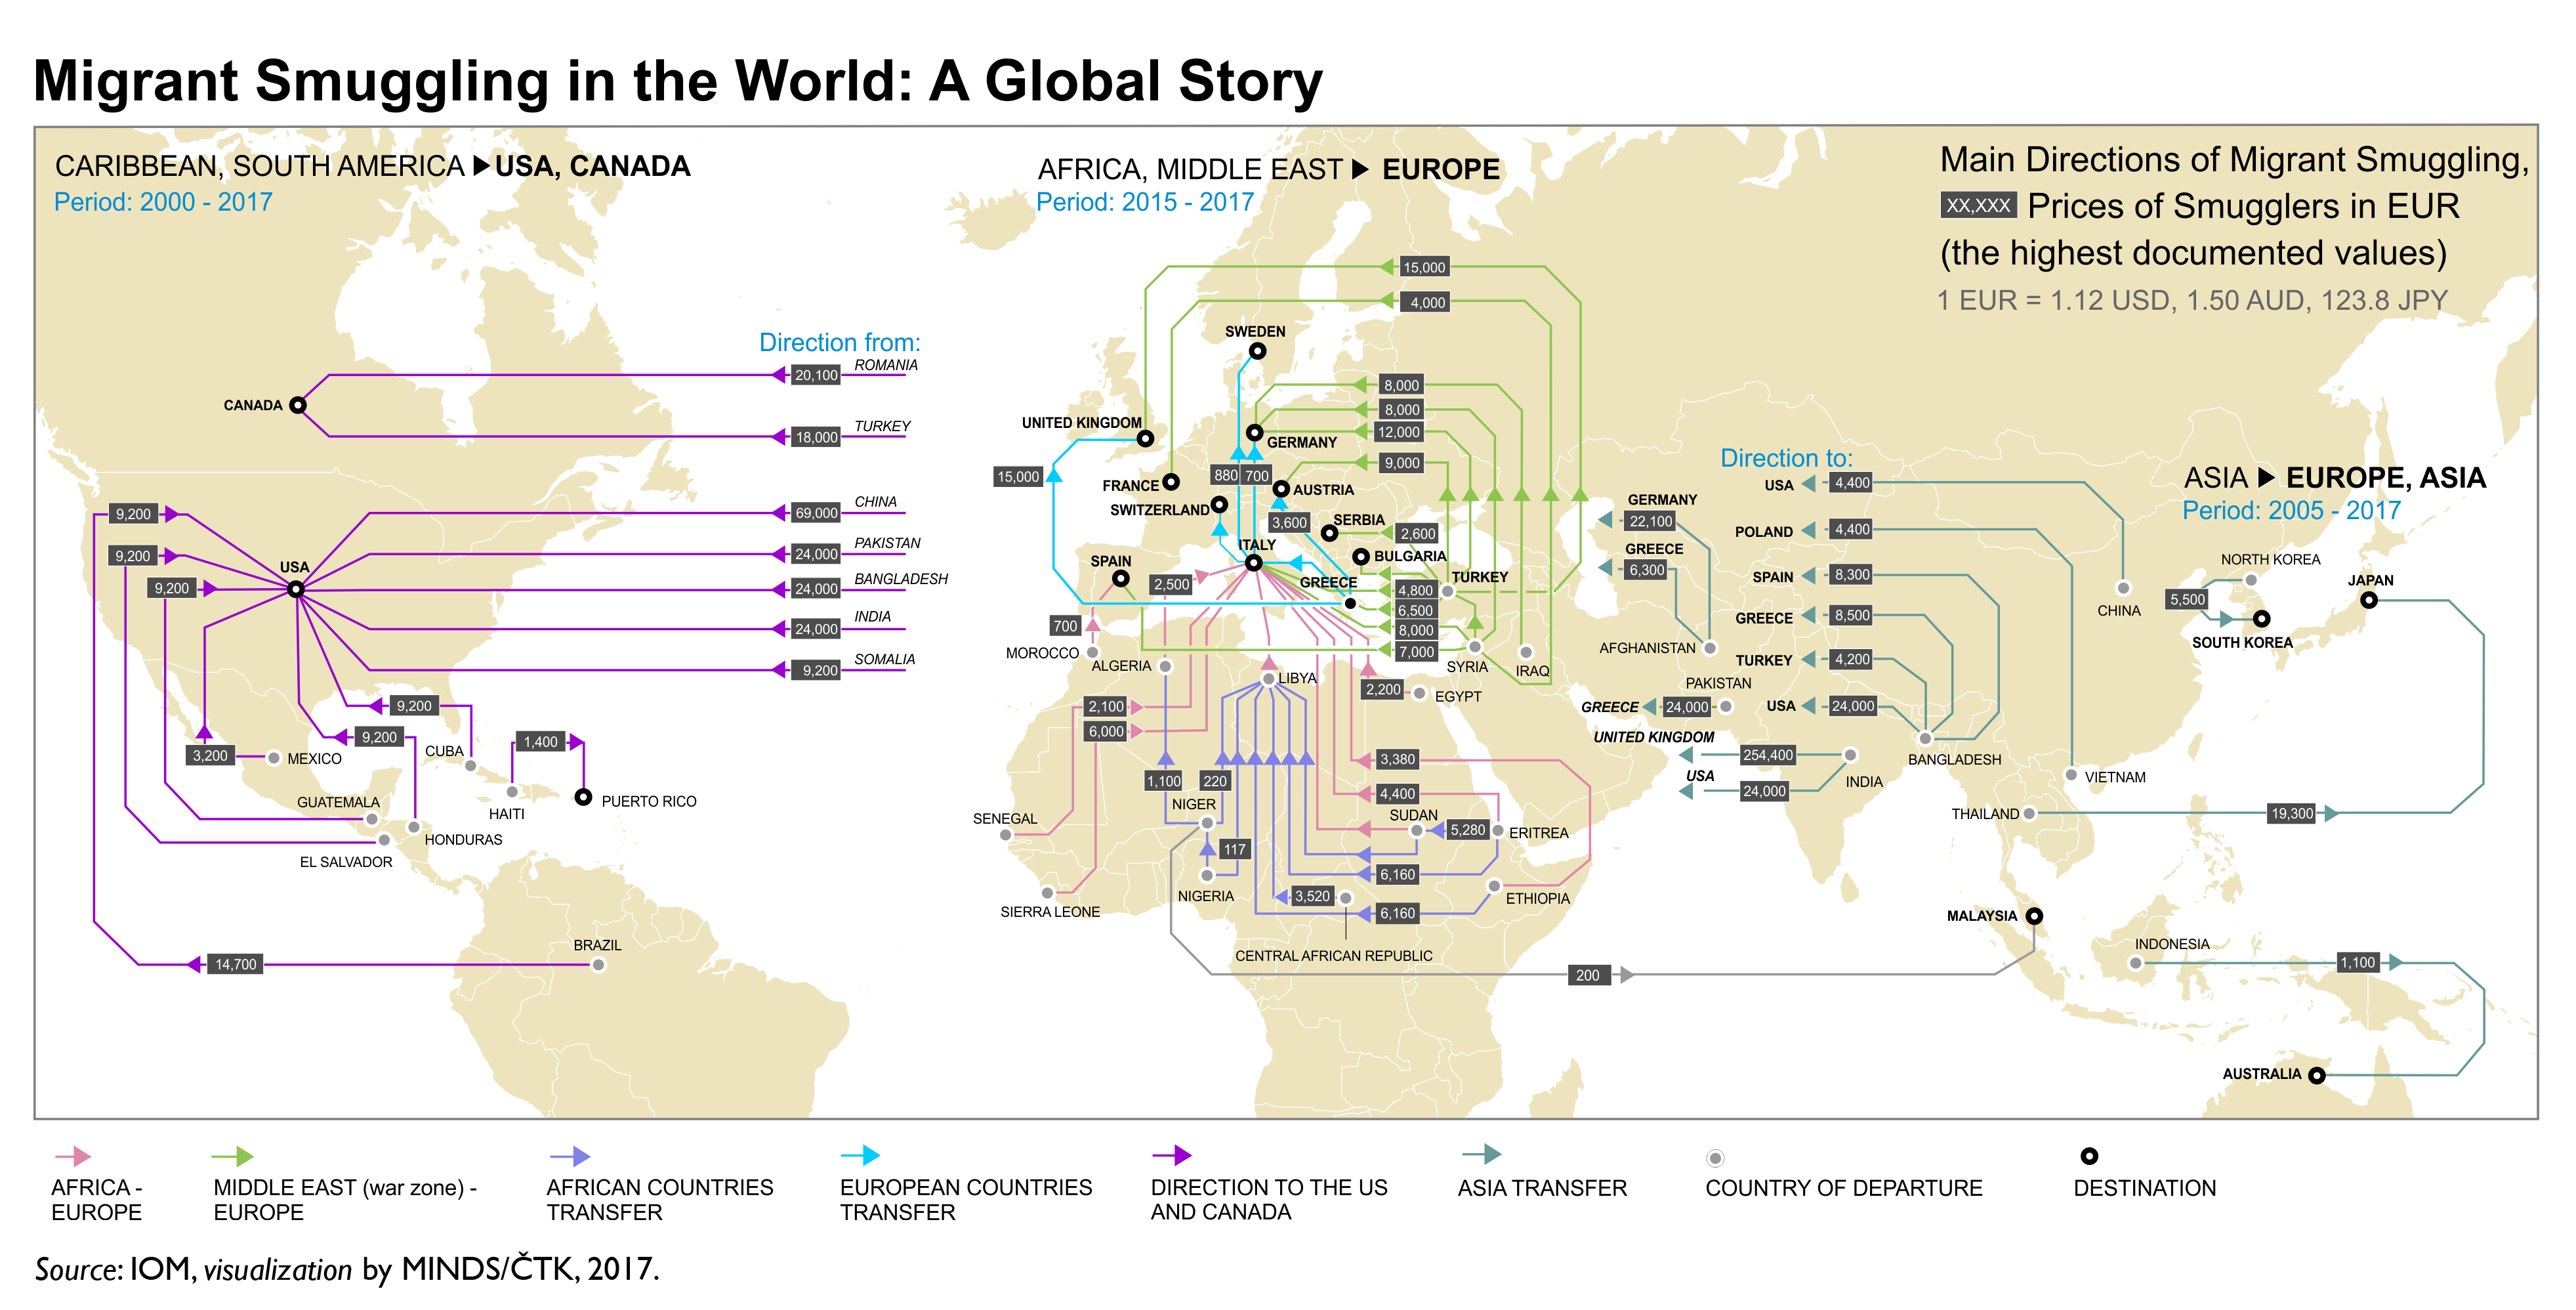 Migrant Smuggling in the World: A Global Story
CARIBBEAN, SOUTH AMERICA ▶ USA, CANADA
Period: 2000 - 2017
AFRICA, MIDDLE EAST ▶ EUROPE
Period: 2015 - 2017
Main Directions of Migrant Smuggling,
XX,XXX Prices of Smugglers in EUR
(the highest documented values)
1 EUR = 1.12 USD, 1.50 AUD, 123.8 JPY
Direction from:
ROMANIA
20,100
CANADA
TURKEY
18,000
CHINA
69,000
PAKISTAN
24,000
BANGLADESH
24,000
INDIA
24,000
SOMALIA
9,200
9,200
9,200
9,200
USA
9,200
9,200
3,200
MEXICO
CUBA
1,400
GUATEMALA
HAITI
PUERTO RICO
HONDURAS
EL SALVADOR
BRAZIL
14,700
15,000
4,000
SWEDEN
8,000
8,000
12,000
9,000
UNITED KINGDOM
GERMANY
15,000
880
700
FRANCE
AUSTRIA
SWITZERLAND
3,600
SERBIA
2,600
ITALY
BULGARIA
SPAIN
2,500
GREECE
TURKEY
4,800
6,500
8,000
7,000
700
MOROCCO
ALGERIA
LIBYA
SYRIA
IRAQ
2,200
EGYPT
2,100
6,000
1,100
220
3,380
4,400
NIGER
SUDAN
5,280
ERITREA
SENEGAL
117
6,160
NIGERIA
3,520
ETHIOPIA
SIERRA LEONE
6,160
CENTRAL AFRICAN REPUBLIC
200
Direction to:
ASIA ▶ EUROPE, ASIA
Period: 2005 - 2017
USA
4,400
GERMANY
22,100
POLAND
4,400
GREECE
6,300
SPAIN
8,300
GREECE
8,500
AFGHANISTAN
TURKEY
4,200
PAKISTAN
GREECE
24,000
USA
24,000
UNITED KINGDOM
254,400
USA
24,000
INDIA
BANGLADESH
VIETNAM
CHINA
NORTH KOREA
5,500
SOUTH KOREA
JAPAN
THAILAND
19,300
MALAYSIA
INDONESIA
1,100
AUSTRALIA
AFRICA -
EUROPE
MIDDLE EAST (war zone) -
EUROPE
AFRICAN COUNTRIES
TRANSFER
EUROPEAN COUNTRIES
TRANSFER
DIRECTION TO THE US
AND CANADA
ASIA TRANSFER
COUNTRY OF DEPARTURE
DESTINATION
Source: IOM, visualization by MINDS/ČTK, 2017.